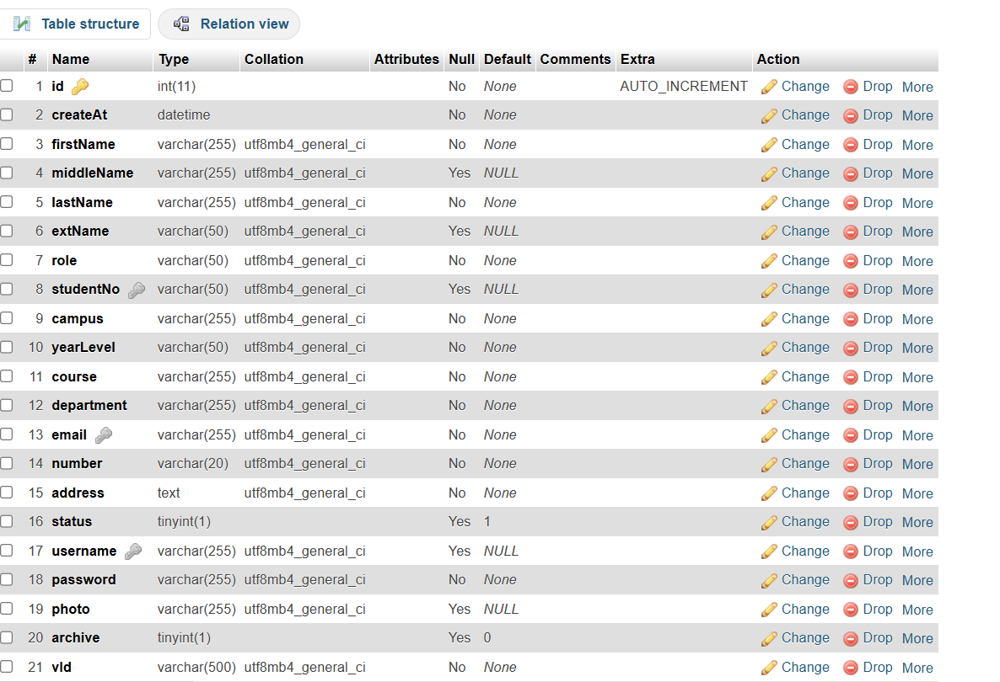 Table structure Relation view
# Name Type Collation Attributes Null Default Comments Extra Action
1 id int(11) No None AUTO_INCREMENT Change Drop More
2 createAt datetime No None Change Drop More
3 firstName varchar(255) utf8mb4_general_ci No None Change Drop More
4 middleName varchar(255) utf8mb4_general_ci Yes NULL Change Drop More
5 lastName varchar(255) utf8mb4_general_ci No None Change Drop More
6 extName varchar(50) utf8mb4_general_ci Yes NULL Change Drop More
7 role varchar(50) utf8mb4_general_ci No None Change Drop More
8 studentNo varchar(50) utf8mb4_general_ci Yes NULL Change Drop More
9 campus varchar(255) utf8mb4_general_ci No None Change Drop More
10 yearLevel varchar(50) utf8mb4_general_ci No None Change Drop More
11 course varchar(255) utf8mb4_general_ci No None Change Drop More
12 department varchar(255) utf8mb4_general_ci No None Change Drop More
13 email varchar(255) utf8mb4_general_ci No None Change Drop More
14 number varchar(20) utf8mb4_general_ci No None Change Drop More
15 address text utf8mb4_general_ci No None Change Drop More
16 status tinyint(1) Yes 1 Change Drop More
17 username varchar(255) utf8mb4_general_ci Yes NULL Change Drop More
18 password varchar(255) utf8mb4_general_ci No None Change Drop More
19 photo varchar(255) utf8mb4_general_ci Yes NULL Change Drop More
20 archive tinyint(1) Yes 0 Change Drop More
21 vId varchar(500) utf8mb4_general_ci No None Change Drop More